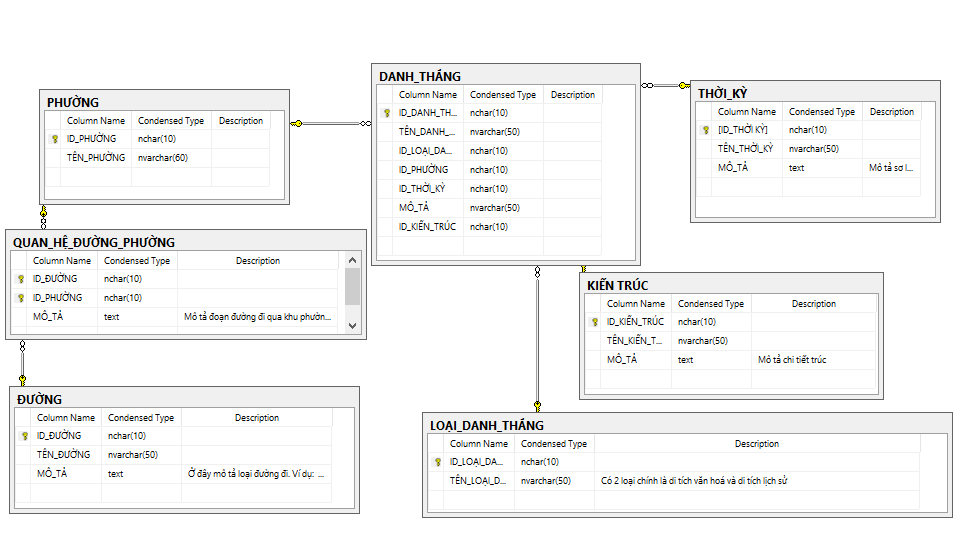 DANH_THẮNG
Column Name Condensed Type Description
ID_DANH_TH... nchar(10)
TÊN_DANH_... nvarchar(50)
ID_LOẠI_DA... nchar(10)
ID_PHƯỜNG nchar(10)
ID_THỜI_KỲ nchar(10)
MÔ_TẢ nvarchar(50)
ID_KIẾN_TRÚC nchar(10)
PHƯỜNG
Column Name Condensed Type Description
ID_PHƯỜNG nchar(10)
TÊN_PHƯỜNG nvarchar(60)
THỜI_KỲ
Column Name Condensed Type Description
[ID_THỜI KỲ] nchar(10)
TÊN_THỜI_KỲ nvarchar(50)
MÔ_TẢ text Mô tả sơ l...
QUAN_HỆ_ĐƯỜNG_PHƯỜNG
Column Name Condensed Type Description
ID_ĐƯỜNG nchar(10)
ID_PHƯỜNG nchar(10)
MÔ_TẢ text Mô tả đoạn đường đi qua khu phườn...
KIẾN TRÚC
Column Name Condensed Type Description
ID_KIẾN_TRÚC nchar(10)
TÊN_KIẾN_T... nvarchar(50)
MÔ_TẢ text Mô tả chi tiết trúc
ĐƯỜNG
Column Name Condensed Type Description
ID_ĐƯỜNG nchar(10)
TÊN_ĐƯỜNG nvarchar(50)
MÔ_TẢ text Ở đây mô tả loại đường đi. Ví dụ: ...
LOẠI_DANH_THẮNG
Column Name Condensed Type Description
ID_LOẠI_DA... nchar(10)
TÊN_LOẠI_D... nvarchar(50) Có 2 loại chính là di tích văn hoá và di tích lịch sử